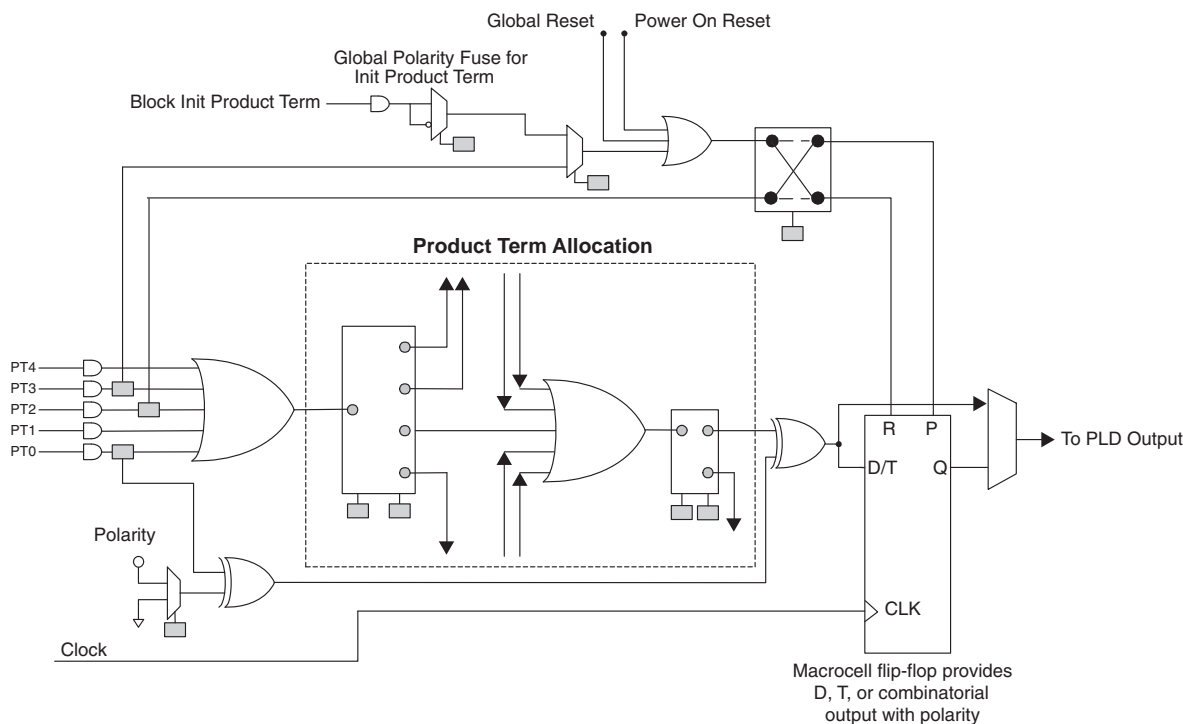 Global Reset
Power On Reset
Global Polarity Fuse for
Init Product Term
Block Init Product Term
Product Term Allocation
PT4
PT3
PT2
PT1
PT0
R
P
D/T
Q
To PLD Output
Polarity
CLK
Clock
Macrocell flip-flop provides
D, T, or combinatorial
output with polarity